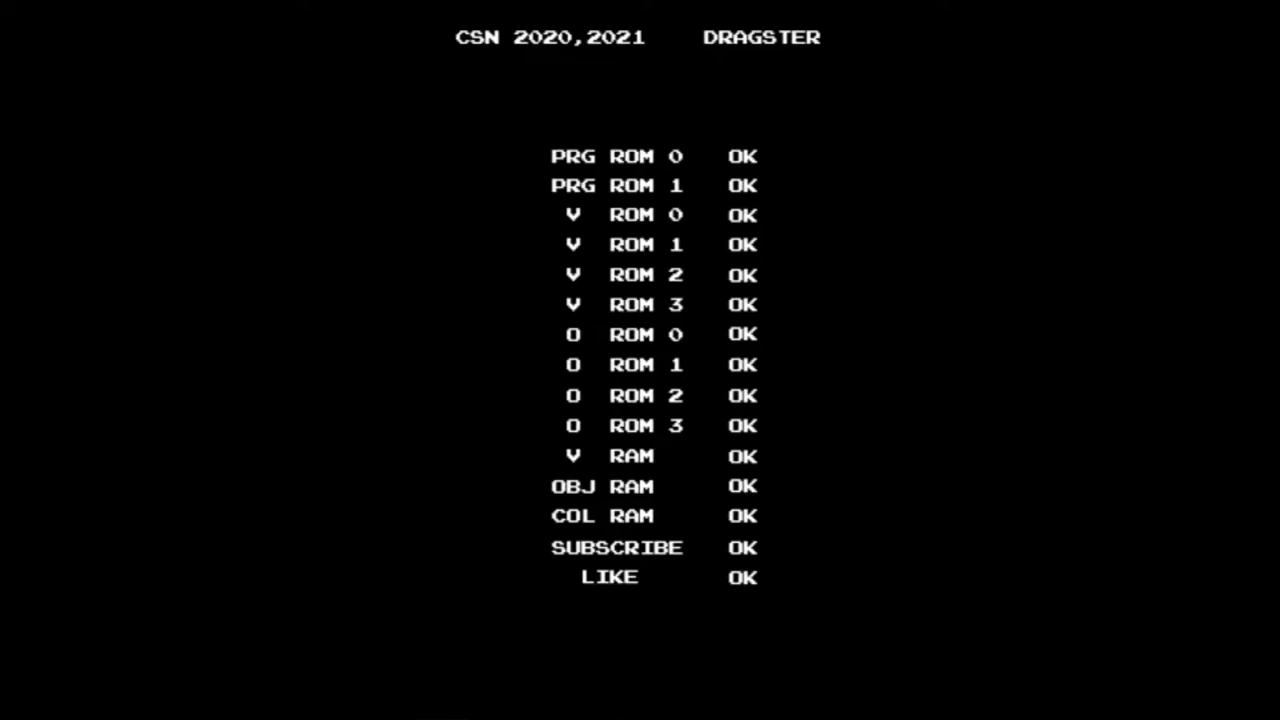 CSN 2020,2021 DRAGSTER
PRG ROM 0 OK
PRG ROM 1 OK
V ROM 0 OK
V ROM 1 OK
V ROM 2 OK
V ROM 3 OK
O ROM 0 OK
O ROM 1 OK
O ROM 2 OK
O ROM 3 OK
V RAM OK
OBJ RAM OK
COL RAM OK
SUBSCRIBE OK
LIKE OK